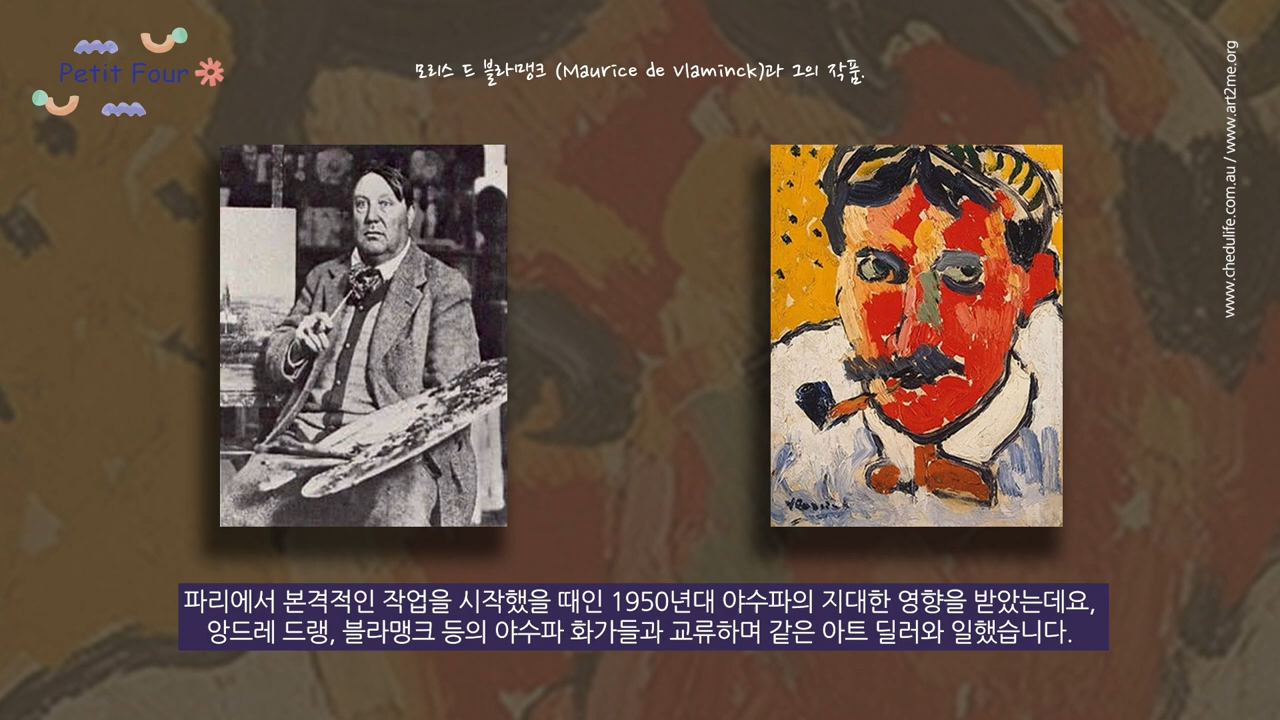 Petit Four
모리스 드 블라맹크 (Maurice de Vlaminck)과 그의 작품.
www.chedulife.com.au / www.art2me.org
파리에서 본격적인 작업을 시작했을 때인 1950년대 야수파의 지대한 영향을 받았는데요,
앙드레 드랭, 블라맹크 등의 야수파 화가들과 교류하며 같은 아트 딜러와 일했습니다.